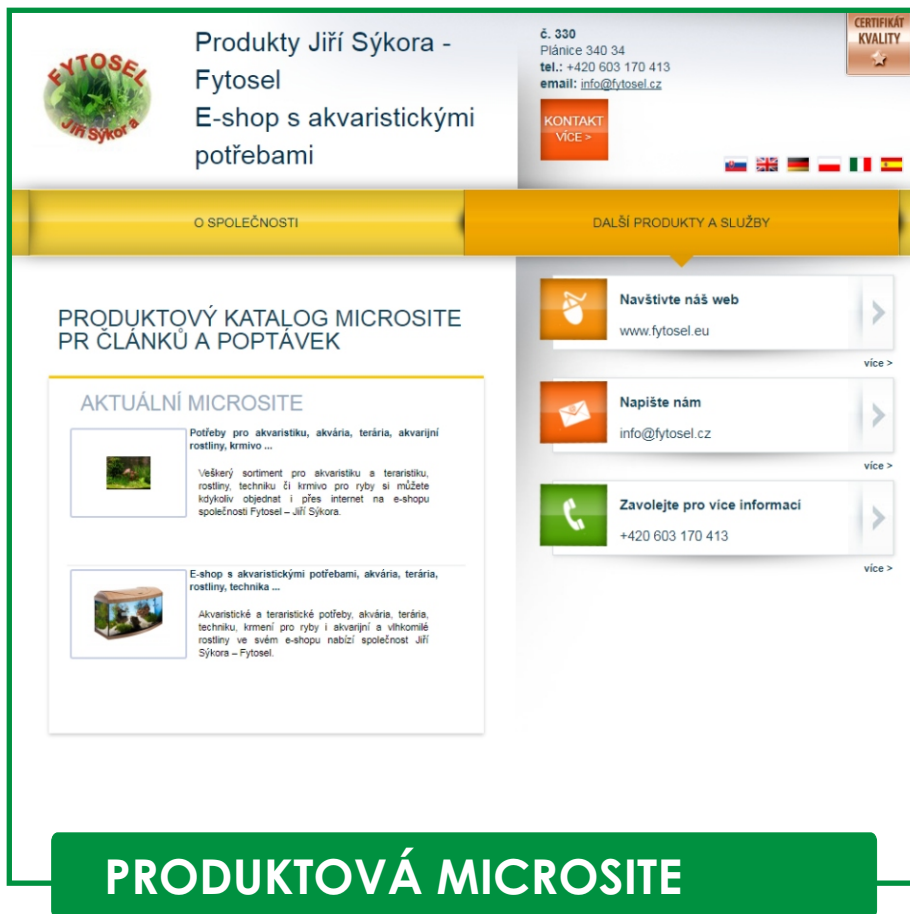 FYTOSEL
Jiří Sýkora
Produkty Jiří Sýkora -
Fytosel
E-shop s akvaristickými
potřebami
č. 330
Plánice 340 34
tel.: +420 603 170 413
email: info@fytosel.cz
KONTAKT
VÍCE >
CERTIFIKÁT
KVALITY
O SPOLEČNOSTI
DALŠÍ PRODUKTY A SLUŽBY
PRODUKTOVÝ KATALOG MICROSITE
PR ČLÁNKŮ A POPTÁVEK
AKTUÁLNÍ MICROSITE
Potřeby pro akvaristiku, akvária, terária, akvarijní
rostliny, krmivo ...
Veškerý sortiment pro akvaristiku a teraristiku,
rostliny, techniku či krmivo pro ryby si můžete
kdykoliv objednat i přes internet na e-shopu
společnosti Fytosel – Jiří Sýkora.
E-shop s akvaristickými potřebami, akvária, terária,
rostliny, technika ...
Akvaristické a teraristické potřeby, akvária, terária,
techniku, krmení pro ryby i akvarijní a vlhkomilé
rostliny ve svém e-shopu nabízí společnost Jiří
Sýkora – Fytosel.
Navštivte náš web
www.fytosel.eu
více >
Napište nám
info@fytosel.cz
více >
Zavolejte pro více informací
+420 603 170 413
více >
PRODUKTOVÁ MICROSITE